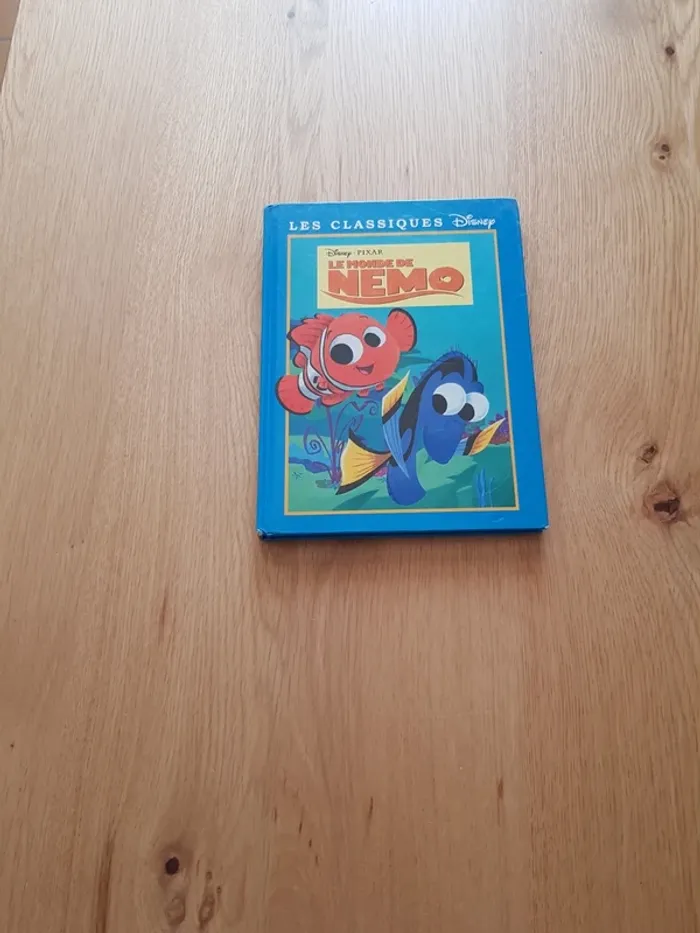 LES CLASSIQUES Disney
Disney · PIXAR
LE MONDE DE
NEMO